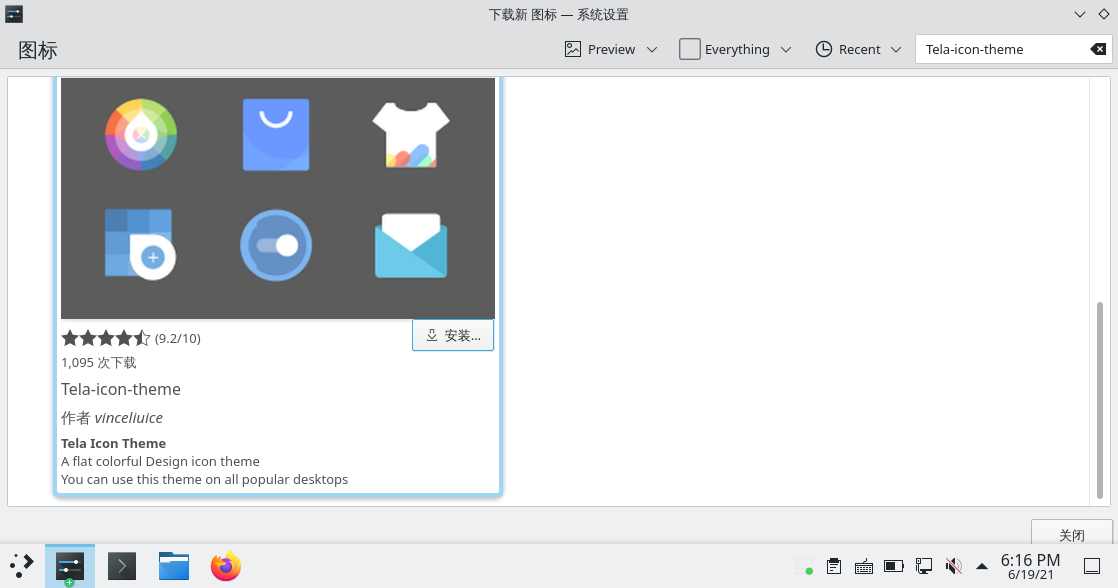 下载新 图标 — 系统设置
图标
Preview
Everything
Recent
Tela-icon-theme
(9.2/10)
安装...
1,095 次下载
Tela-icon-theme
作者 vinceliuice
Tela Icon Theme
A flat colorful Design icon theme
You can use this theme on all popular desktops
关闭
6:16 PM
6/19/21